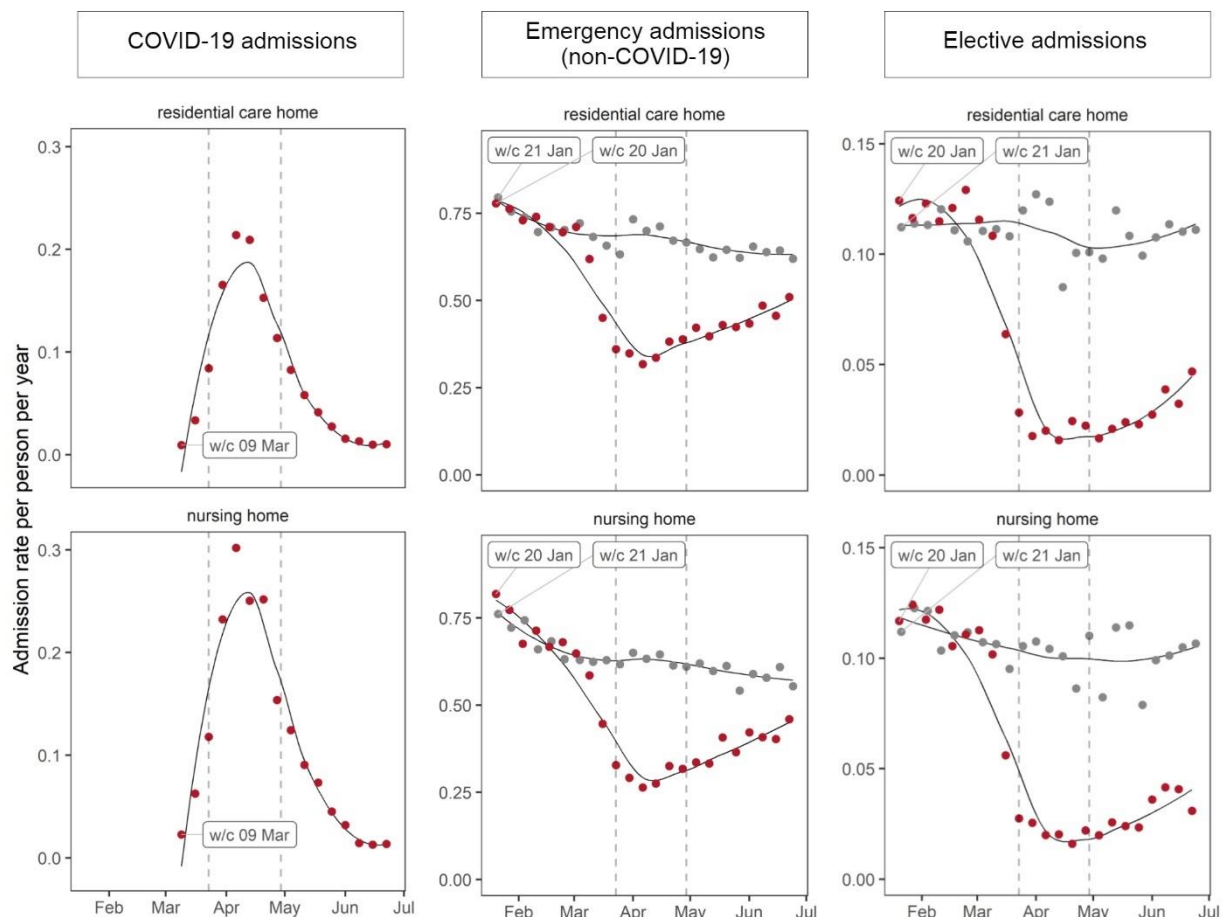 COVID-19 admissions
Emergency admissions
(non-COVID-19)
Elective admissions
Admission rate per person per year
residential care home
0.3
0.2
0.1
0.0
w/c 09 Mar
residential care home
w/c 21 Jan
w/c 20 Jan
0.75
0.50
0.25
0.00
residential care home
0.15
w/c 20 Jan
w/c 21 Jan
0.10
0.05
0.00
nursing home
0.3
0.2
0.1
0.0
w/c 09 Mar
Feb Mar Apr May Jun Jul
nursing home
w/c 20 Jan
w/c 21 Jan
0.75
0.50
0.25
0.00
Feb Mar Apr May Jun Jul
nursing home
0.15
w/c 20 Jan
w/c 21 Jan
0.10
0.05
0.00
Feb Mar Apr May Jun Jul